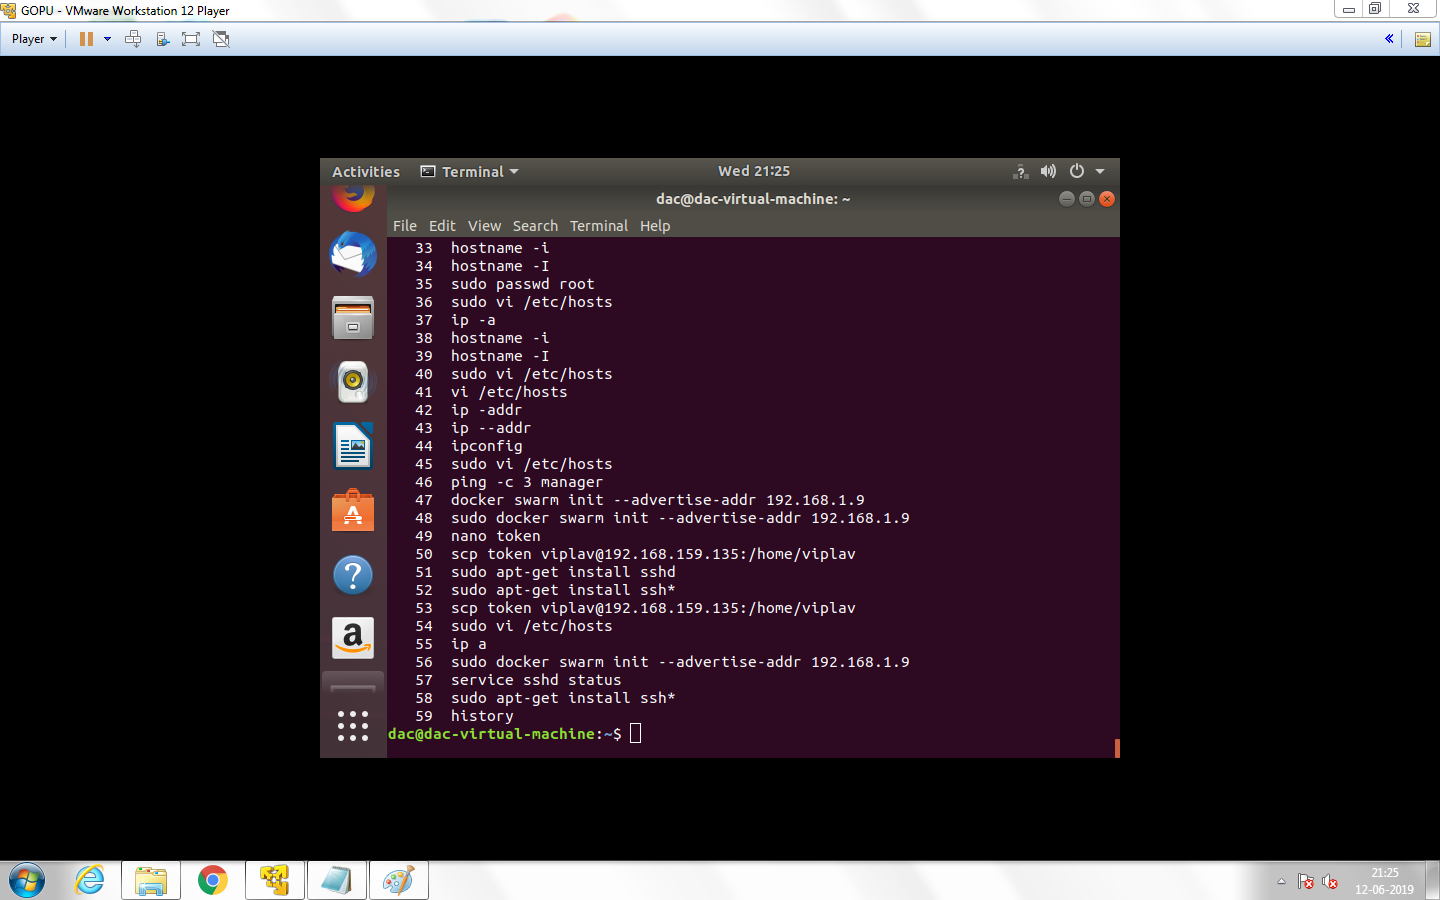 GOPU - VMware Workstation 12 Player
Player
Activities Terminal Wed 21:25
dac@dac-virtual-machine: ~
File Edit View Search Terminal Help
33 hostname -i
34 hostname -I
35 sudo passwd root
36 sudo vi /etc/hosts
37 ip -a
38 hostname -i
39 hostname -I
40 sudo vi /etc/hosts
41 vi /etc/hosts
42 ip -addr
43 ip --addr
44 ipconfig
45 sudo vi /etc/hosts
46 ping -c 3 manager
47 docker swarm init --advertise-addr 192.168.1.9
48 sudo docker swarm init --advertise-addr 192.168.1.9
49 nano token
50 scp token viplav@192.168.159.135:/home/viplav
51 sudo apt-get install sshd
52 sudo apt-get install ssh*
53 scp token viplav@192.168.159.135:/home/viplav
54 sudo vi /etc/hosts
55 ip a
56 sudo docker swarm init --advertise-addr 192.168.1.9
57 service sshd status
58 sudo apt-get install ssh*
59 history
dac@dac-virtual-machine:~$
21:25
12-06-2019